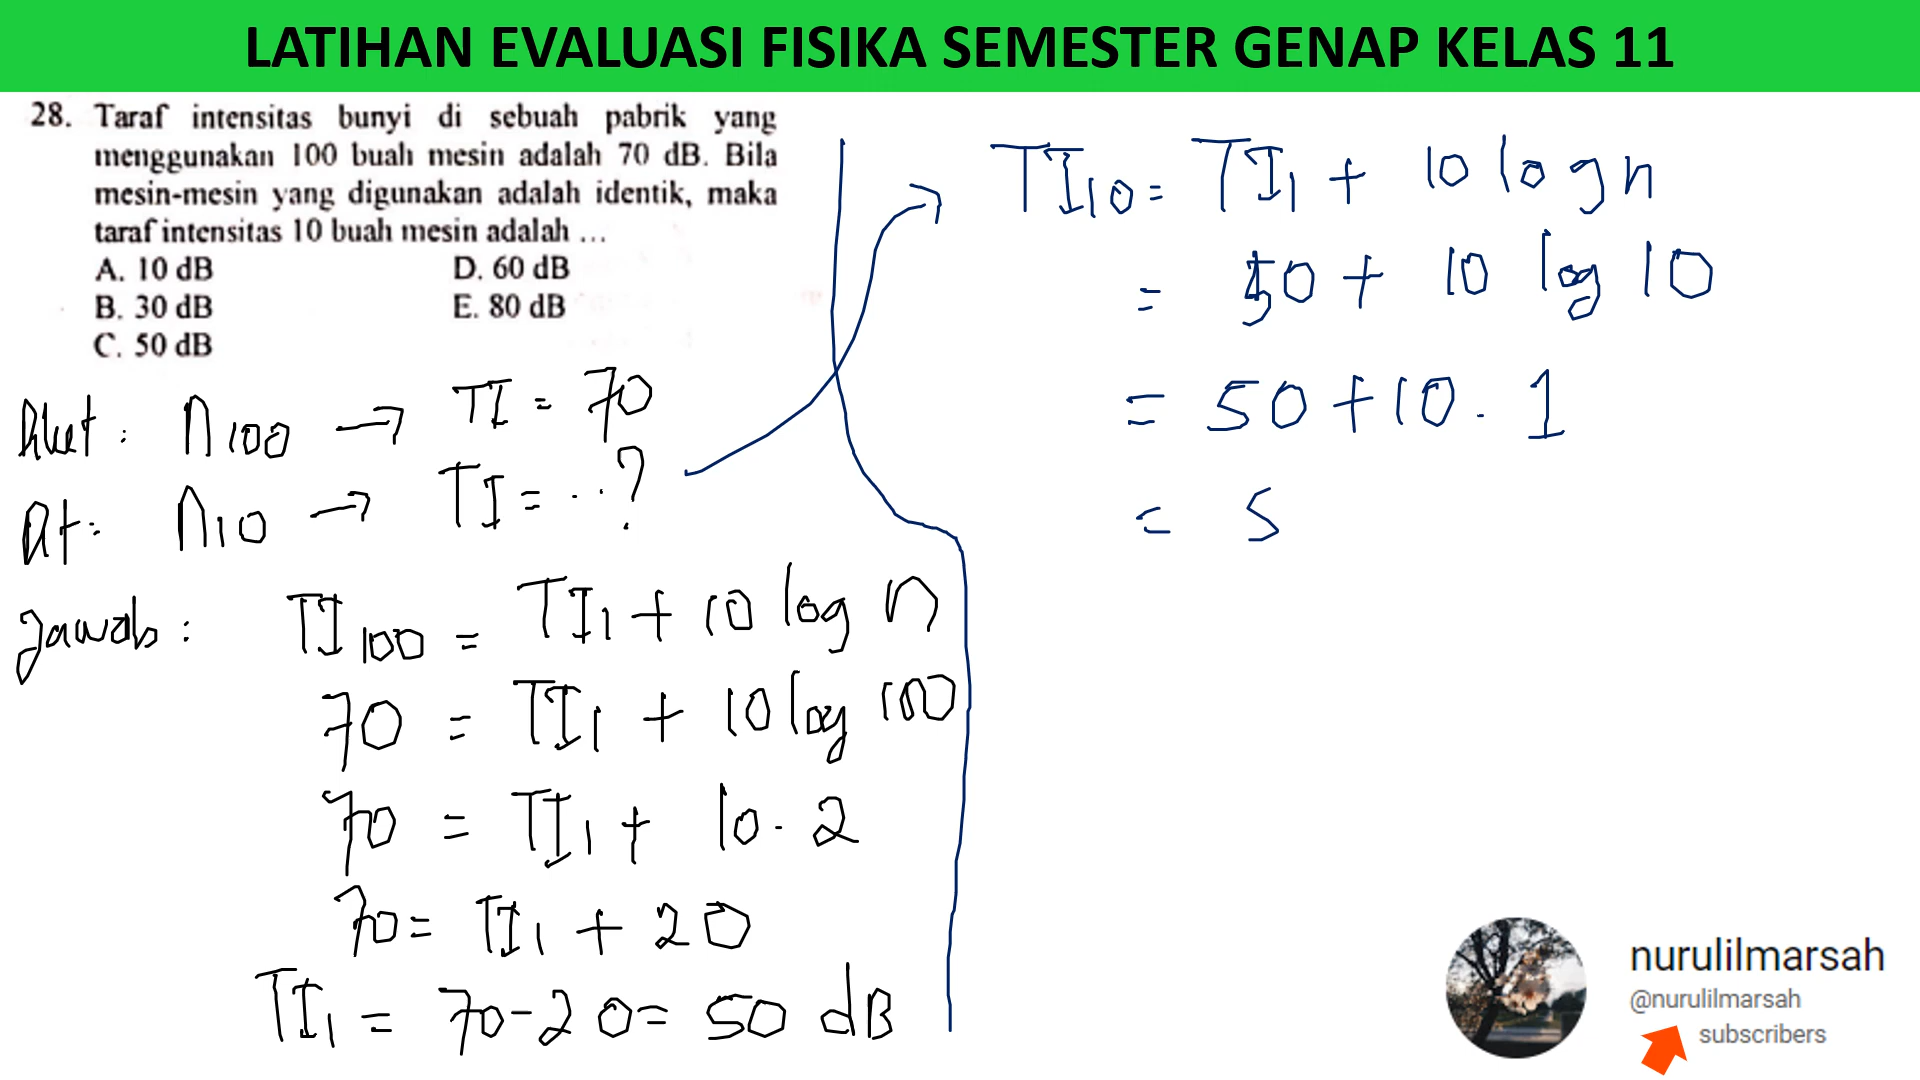 LATIHAN EVALUASI FISIKA SEMESTER GENAP KELAS 11
28. Taraf intensitas bunyi di sebuah pabrik yang
menggunakan 100 buah mesin adalah 70 dB. Bila
mesin-mesin yang digunakan adalah identik, maka
taraf intensitas 10 buah mesin adalah ...
A. 10 dB
B. 30 dB
C. 50 dB
D. 60 dB
E. 80 dB
Dket : n100 → TI = 70
Dt: n10 → TI = ...?
Jawab : TI100 = TI1 + 10 log n
70 = TI1 + 10 log 100
70 = TI1 + 10 . 2
70 = TI1 + 20
TI1 = 70 - 20 = 50 dB
TI10 = TI1 + 10 log n
= 50 + 10 log 10
= 50 + 10 . 1
= 5
nurulilmarsah
@nurulilmarsah
subscribers